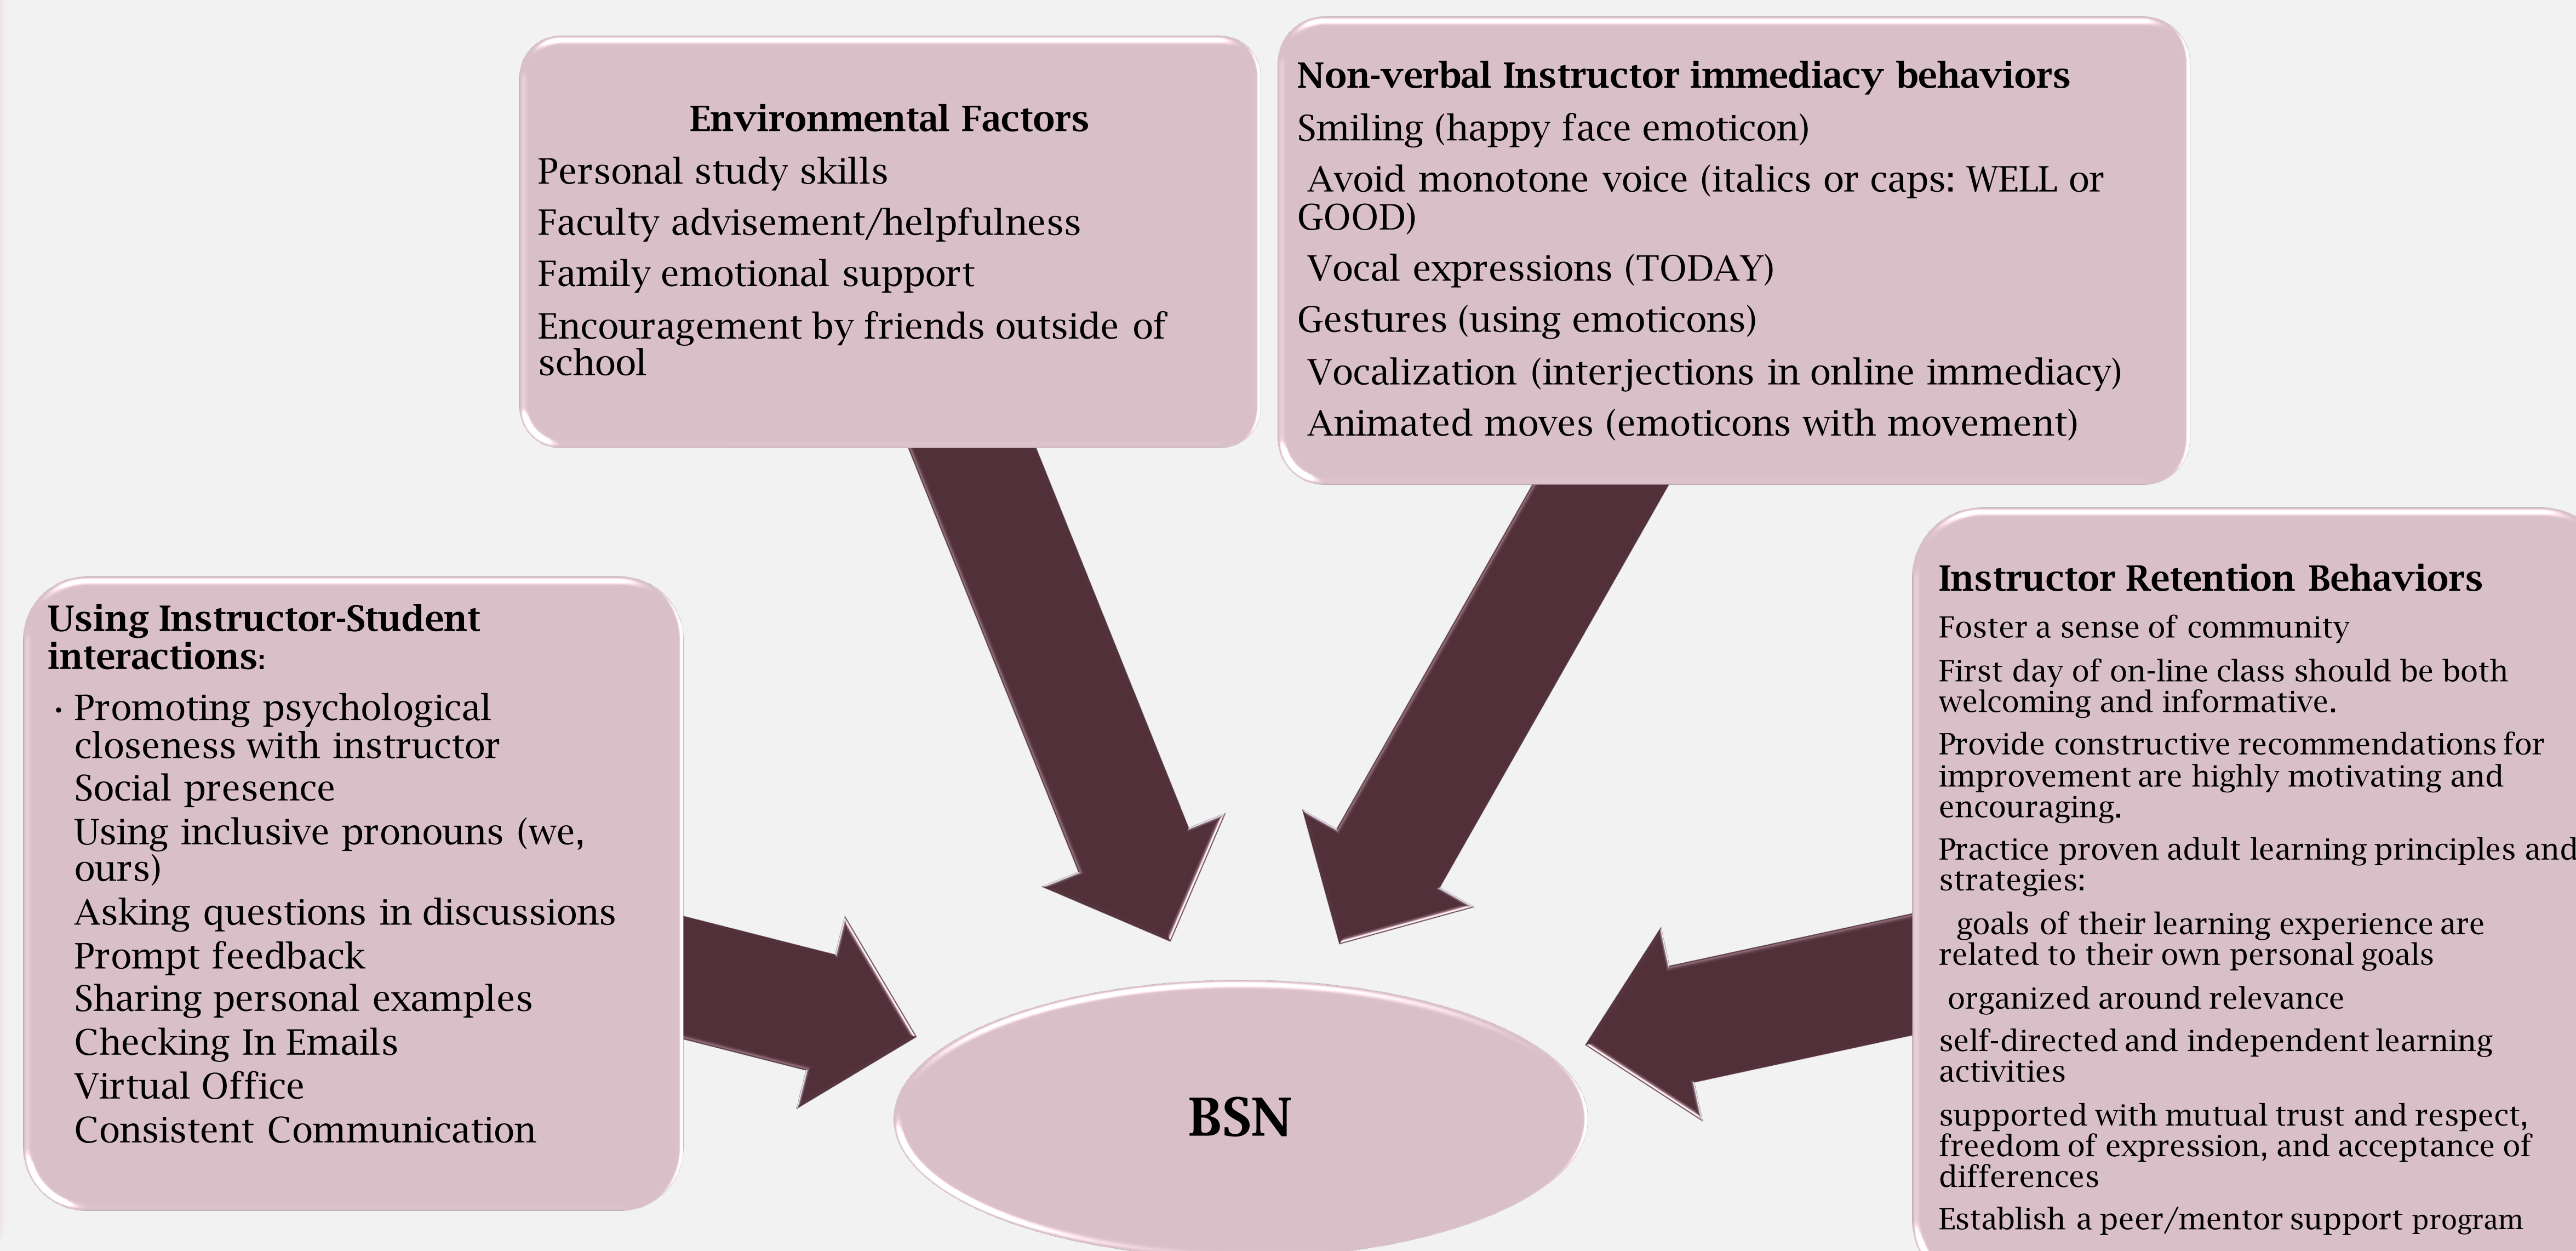 Environmental Factors
Personal study skills
Faculty advisement/helpfulness
Family emotional support
Encouragement by friends outside of
school
Non-verbal Instructor immediacy behaviors
Smiling (happy face emoticon)
Avoid monotone voice (italics or caps: WELL or
GOOD)
Vocal expressions (TODAY)
Gestures (using emoticons)
Vocalization (interjections in online immediacy)
Animated moves (emoticons with movement)
Using Instructor-Student
interactions:
· Promoting psychological
closeness with instructor
Social presence
Using inclusive pronouns (we,
ours)
Asking questions in discussions
Prompt feedback
Sharing personal examples
Checking In Emails
Virtual Office
Consistent Communication
Instructor Retention Behaviors
Foster a sense of community
First day of on-line class should be both
welcoming and informative.
Provide constructive recommendations for
improvement are highly motivating and
encouraging.
Practice proven adult learning principles and
strategies:
goals of their learning experience are
related to their own personal goals
organized around relevance
self-directed and independent learning
activities
supported with mutual trust and respect,
freedom of expression, and acceptance of
differences
Establish a peer/mentor support program
BSN